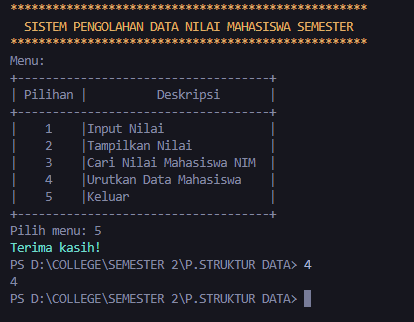 **************************************************
SISTEM PENGOLAHAN DATA NILAI MAHASISWA SEMESTER
**************************************************
Menu:
+-----------------------------------+
| Pilihan | Deskripsi |
+-----------------------------------+
| 1 |Input Nilai |
| 2 |Tampilkan Nilai |
| 3 |Cari Nilai Mahasiswa NIM |
| 4 |Urutkan Data Mahasiswa |
| 5 |Keluar |
+-----------------------------------+
Pilih menu: 5
Terima kasih!
PS D:\COLLEGE\SEMESTER 2\P.STRUKTUR DATA> 4
4
PS D:\COLLEGE\SEMESTER 2\P.STRUKTUR DATA>